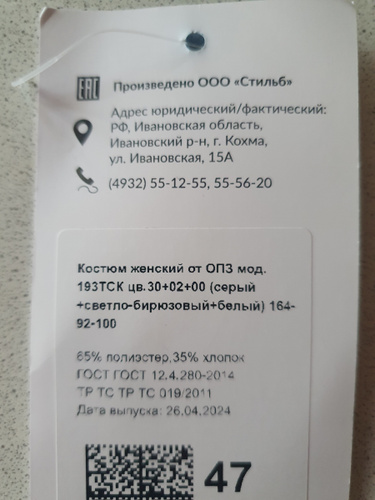 ЕАС Произведено ООО «Стильб»
Адрес юридический/фактический:
РФ, Ивановская область,
Ивановский р-н, г. Кохма,
ул. Ивановская, 15А
(4932) 55-12-55, 55-56-20
Костюм женский от ОПЗ мод.
193ТСК цв.30+02+00 (серый
+светло-бирюзовый+белый) 164-
92-100
65% полиэстер,35% хлопок
ГОСТ ГОСТ 12.4.280-2014
ТР ТС ТР ТС 019/2011
Дата выпуска: 26.04.2024
47